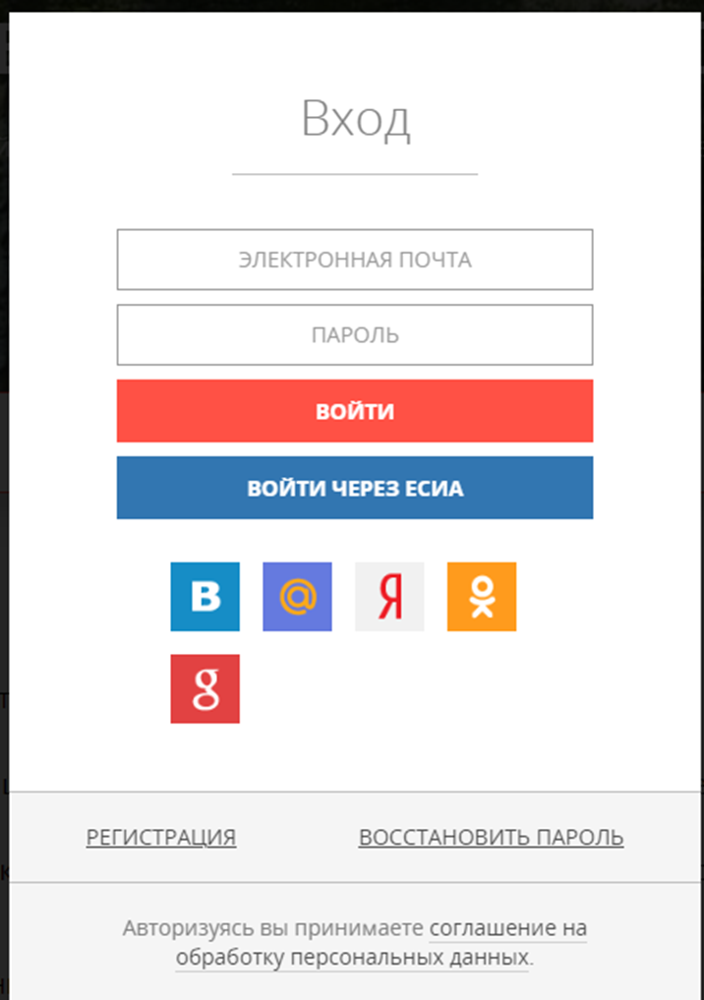 Вход
ЭЛЕКТРОННАЯ ПОЧТА
ПАРОЛЬ
ВОЙТИ
ВОЙТИ ЧЕРЕЗ ЕСИА
В @ Я
g
РЕГИСТРАЦИЯ ВОССТАНОВИТЬ ПАРОЛЬ
Авторизуясь вы принимаете соглашение на
обработку персональных данных.